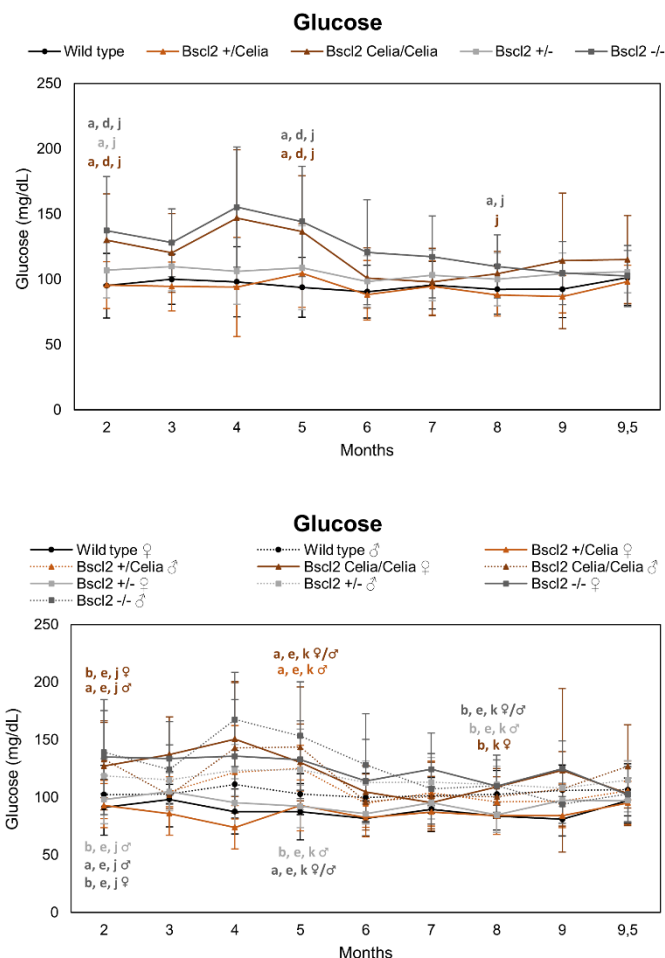 Glucose
Wild type Bscl2 +/Celia Bscl2 Celia/Celia Bscl2 +/- Bscl2 -/-
250
200
150
100
50
0
Glucose (mg/dL)
a, d, j
a, j
a, d, j
a, d, j
a, d, j
a, j
j
2 3 4 5 6 7 8 9 9,5
Months
Glucose
Wild type ♀ Wild type ♂ Bscl2 +/Celia ♀
Bscl2 +/Celia ♂ Bscl2 Celia/Celia ♀ Bscl2 Celia/Celia ♂
Bscl2 +/- ♀ Bscl2 +/- ♂ Bscl2 -/- ♀
Bscl2 -/- ♂
250
200
150
100
50
0
Glucose (mg/dL)
b, e, j ♀
a, e, j ♂
a, e, k ♀/♂
a, e, k ♂
b, e, k ♀/♂
b, e, k ♂
b, k ♀
b, e, j ♂
a, e, j ♂
b, e, j ♀
b, e, k ♂
a, e, k ♀/♂
2 3 4 5 6 7 8 9 9,5
Months